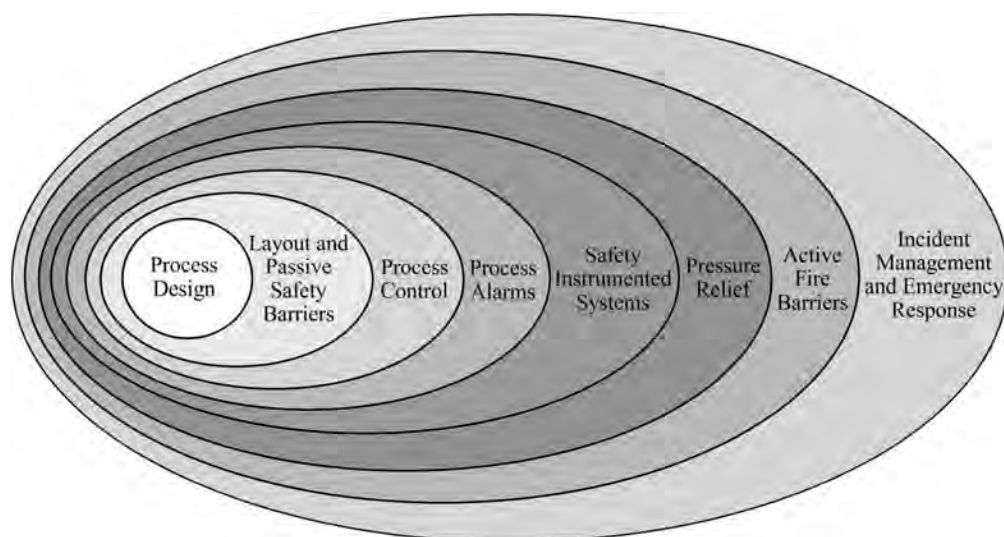 Process
Design
Layout and
Passive
Safety
Barriers
Process
Control
Process
Alarms
Safety
Instrumented
Systems
Pressure
Relief
Active
Fire
Barriers
Incident
Management
and Emergency
Response